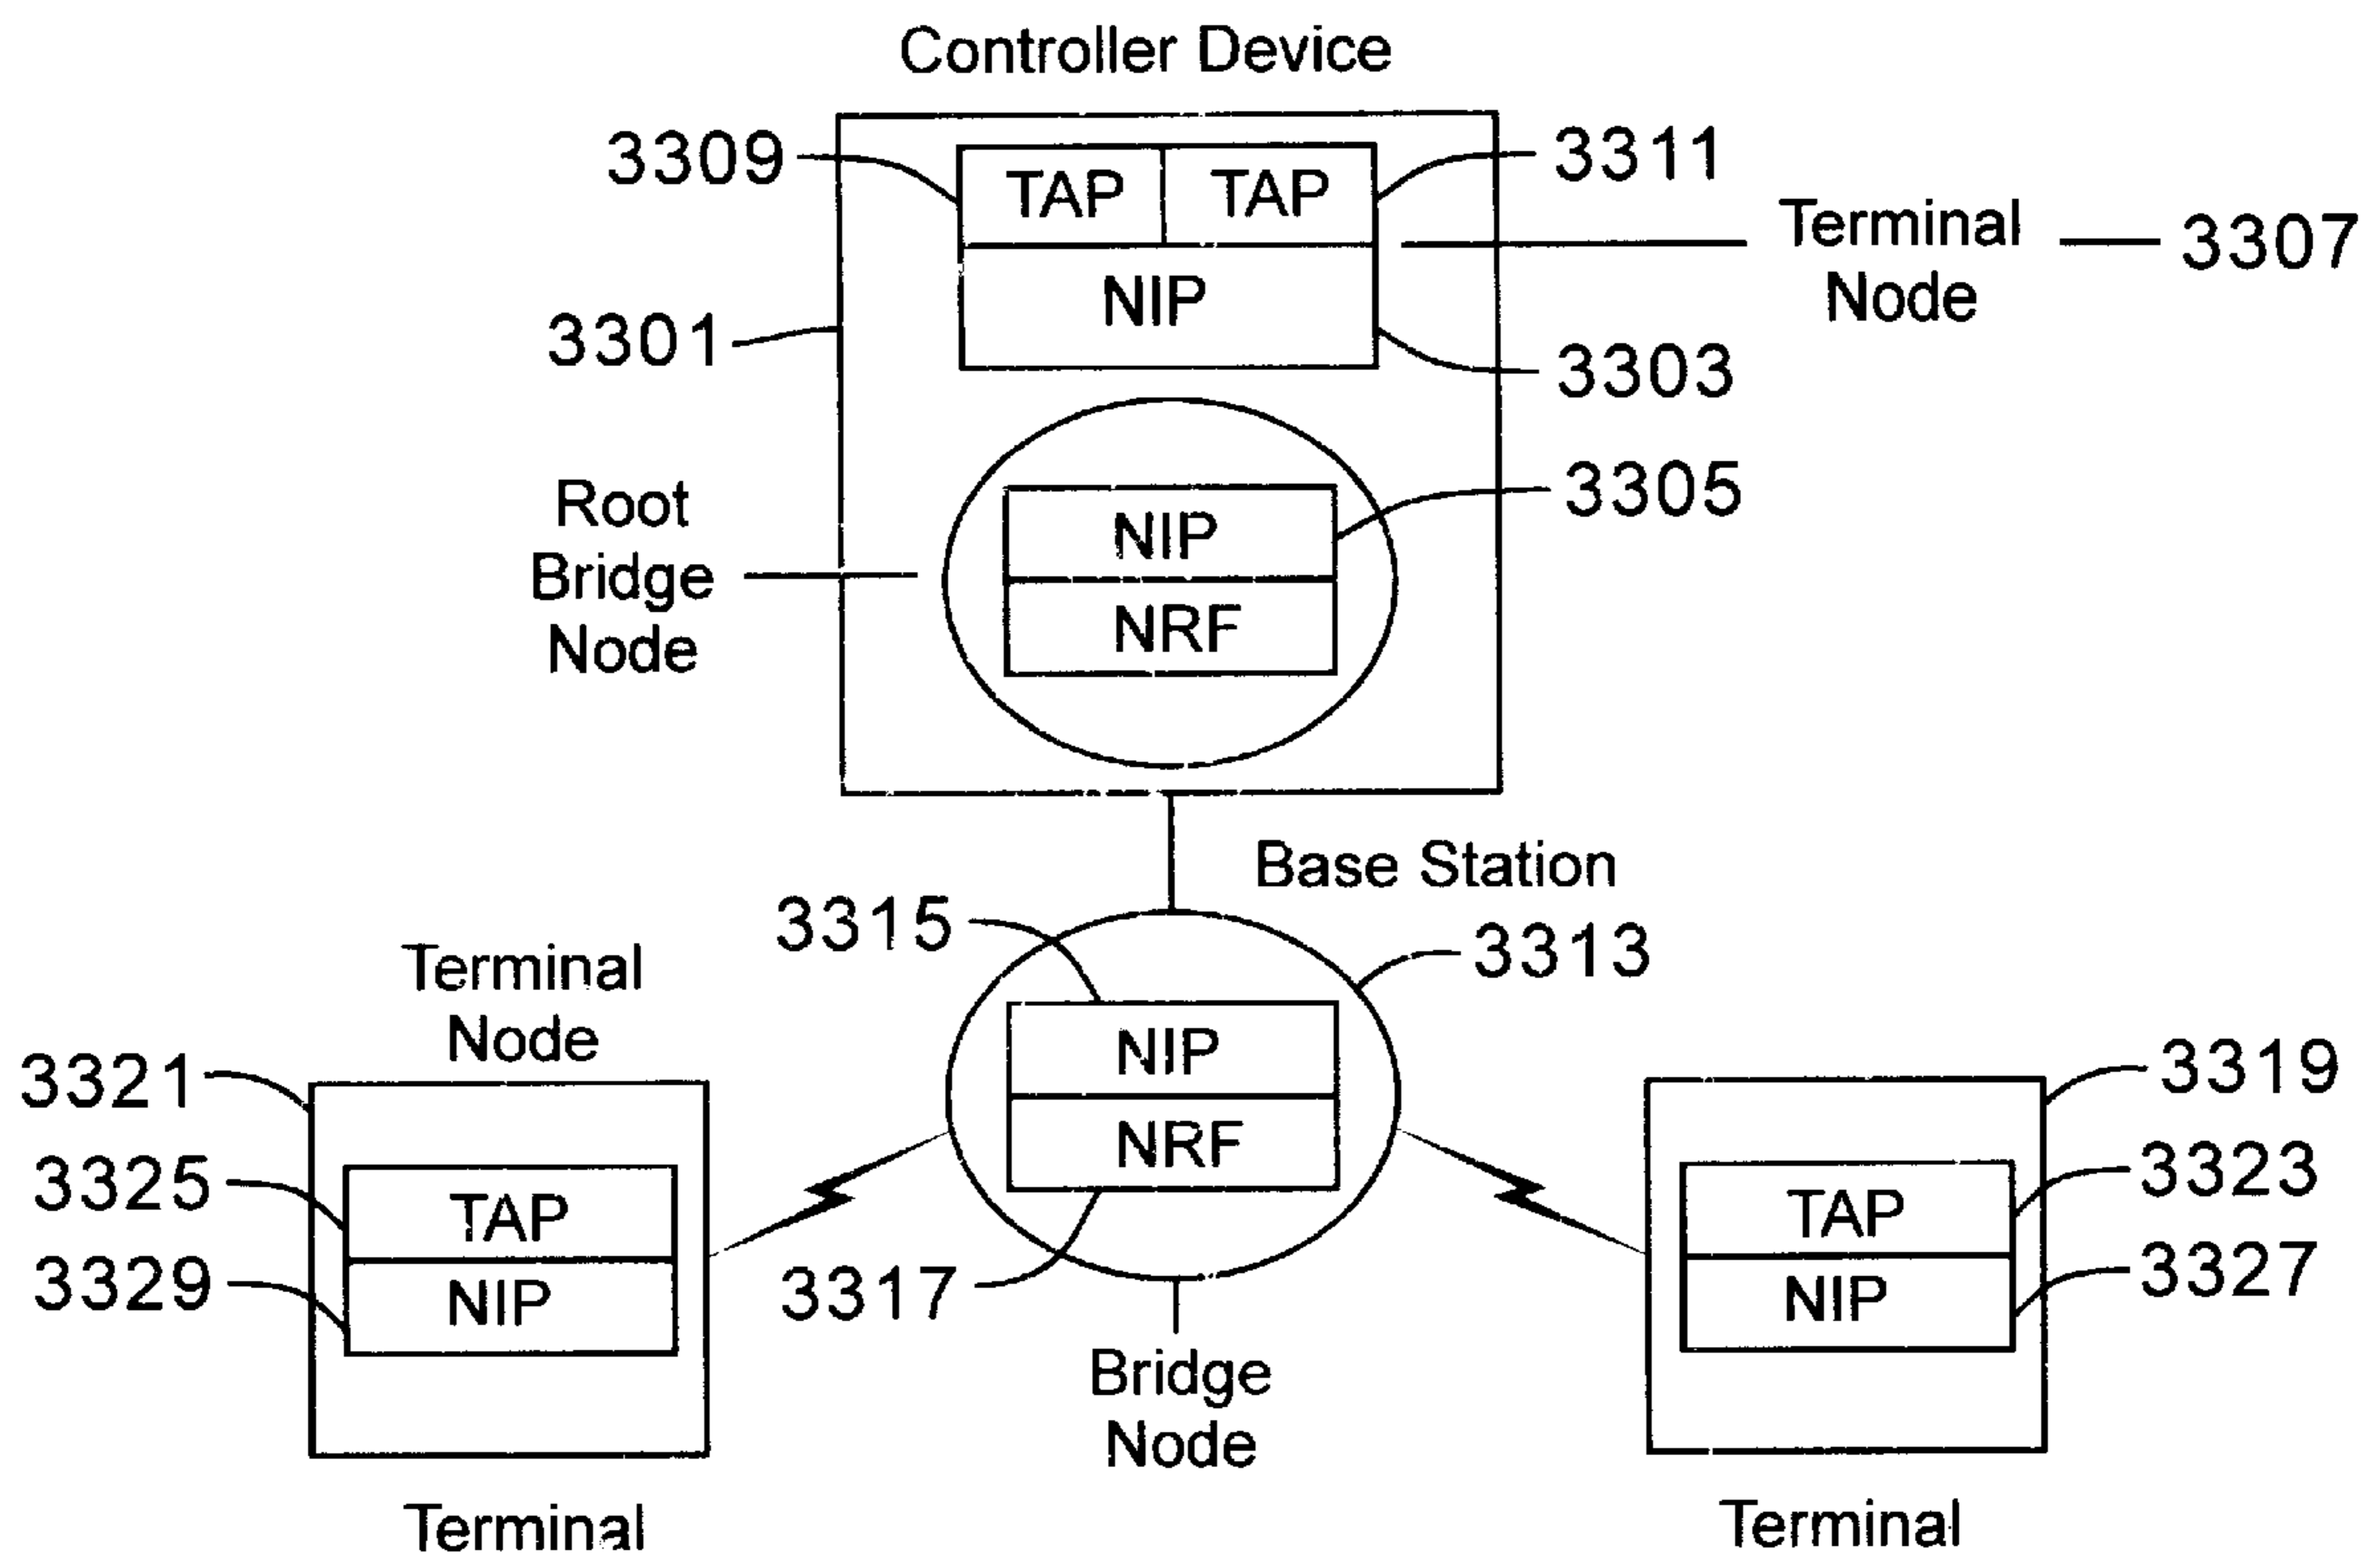 Controller Device
3309
3311
TAP
TAP
Terminal
Node
3307
NIP
3301
3303
Root
Bridge
Node
3305
NIP
NRF
Base Station
3315
3313
Terminal
Node
NIP
NRF
3321
3319
3325
TAP
TAP
3323
3329
NIP
3317
NIP
3327
Bridge
Node
Terminal
Terminal